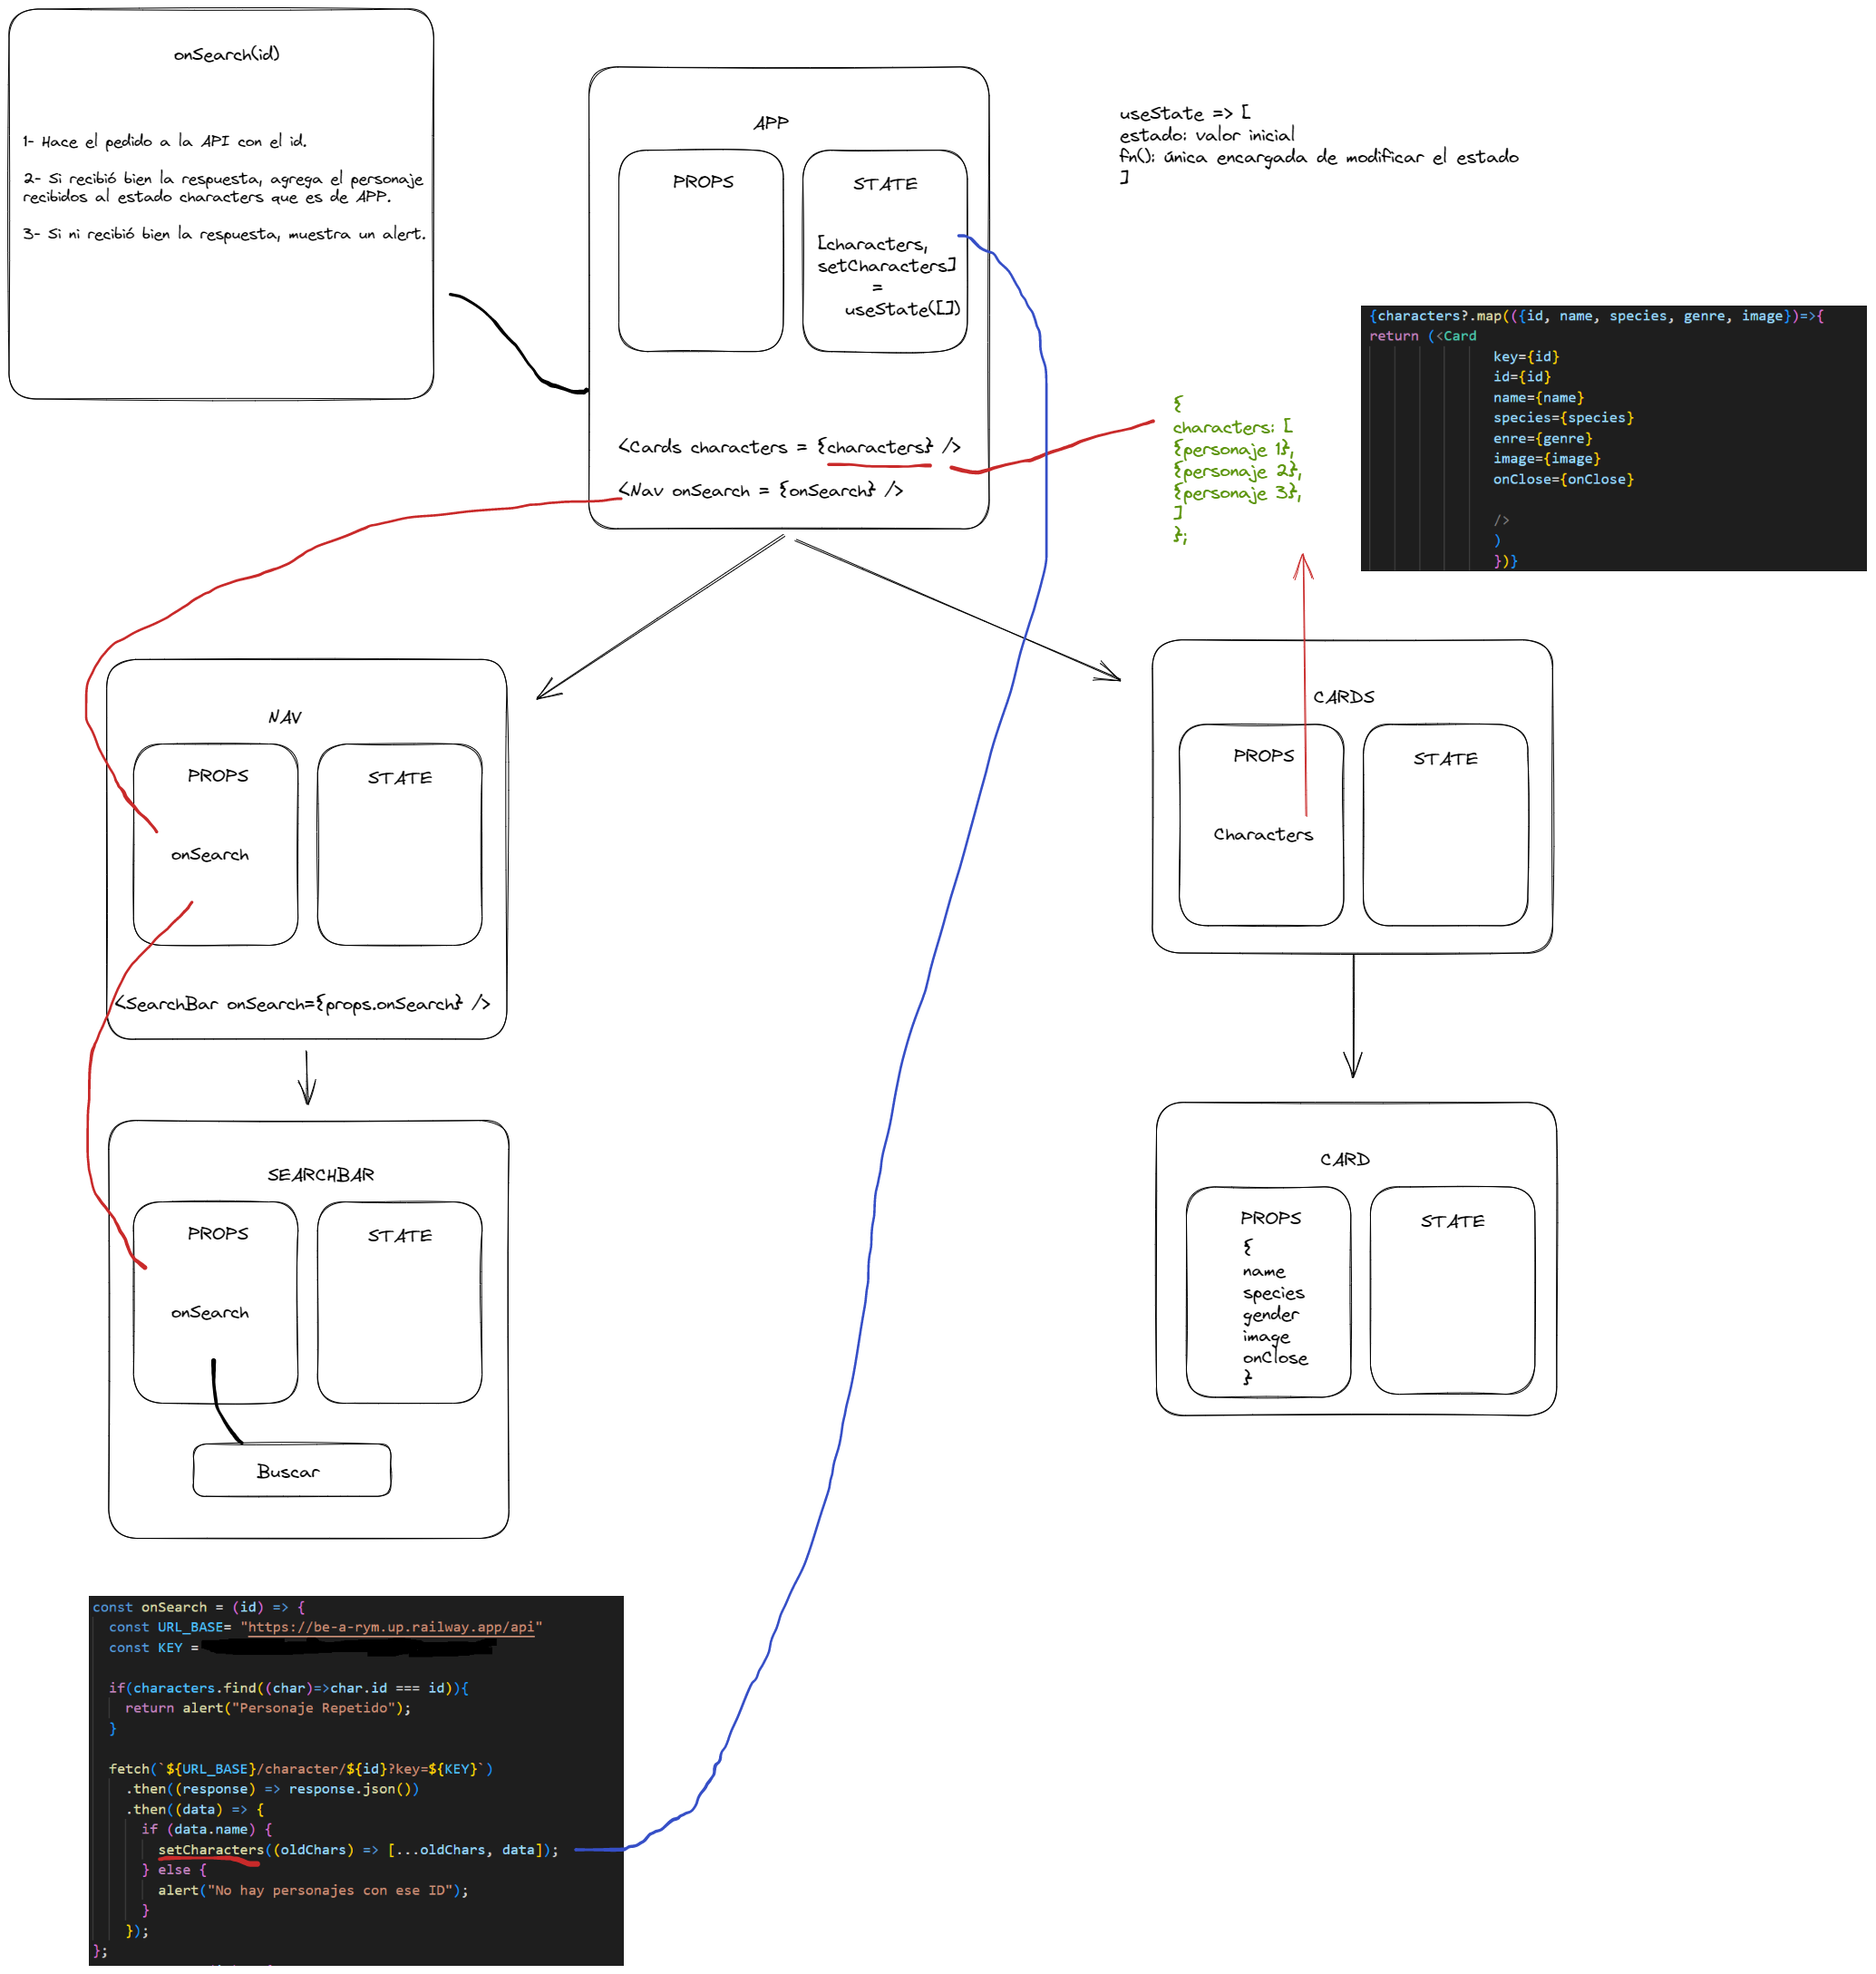 onSearch(id)
1- Hace el pedido a la API con el id.
2- Si recibió bien la respuesta, agrega el personaje
recibidos al estado characters que es de APP.
3- Si ni recibió bien la respuesta, muestra un alert.
APP
PROPS
STATE
[characters,
setCharacters]
=
useState([])
<Cards characters = {characters} />
<Nav onSearch = {onSearch} />
useState => [
estado: valor inicial
fn(): única encargada de modificar el estado
]
{
characters: [
{personaje 1},
{personaje 2},
{personaje 3},
]
};
{characters?.map(({id, name, species, genre, image})=>{
return (<Card
key={id}
id={id}
name={name}
species={species}
enre={genre}
image={image}
onClose={onClose}
/>
)
})}
NAV
PROPS
STATE
onSearch
<SearchBar onSearch={props.onSearch} />
CARDS
PROPS
STATE
Characters
SEARCHBAR
PROPS
STATE
onSearch
Buscar
CARD
PROPS
STATE
{
name
species
gender
image
onClose
}
const onSearch = (id) => {
const URL_BASE= "https://be-a-rym.up.railway.app/api"
const KEY =
if(characters.find((char)=>char.id === id)){
return alert("Personaje Repetido");
}
fetch(`${URL_BASE}/character/${id}?key=${KEY}`)
.then((response) => response.json())
.then((data) => {
if (data.name) {
setCharacters((oldChars) => [...oldChars, data]);
} else {
alert("No hay personajes con ese ID");
}
});
};